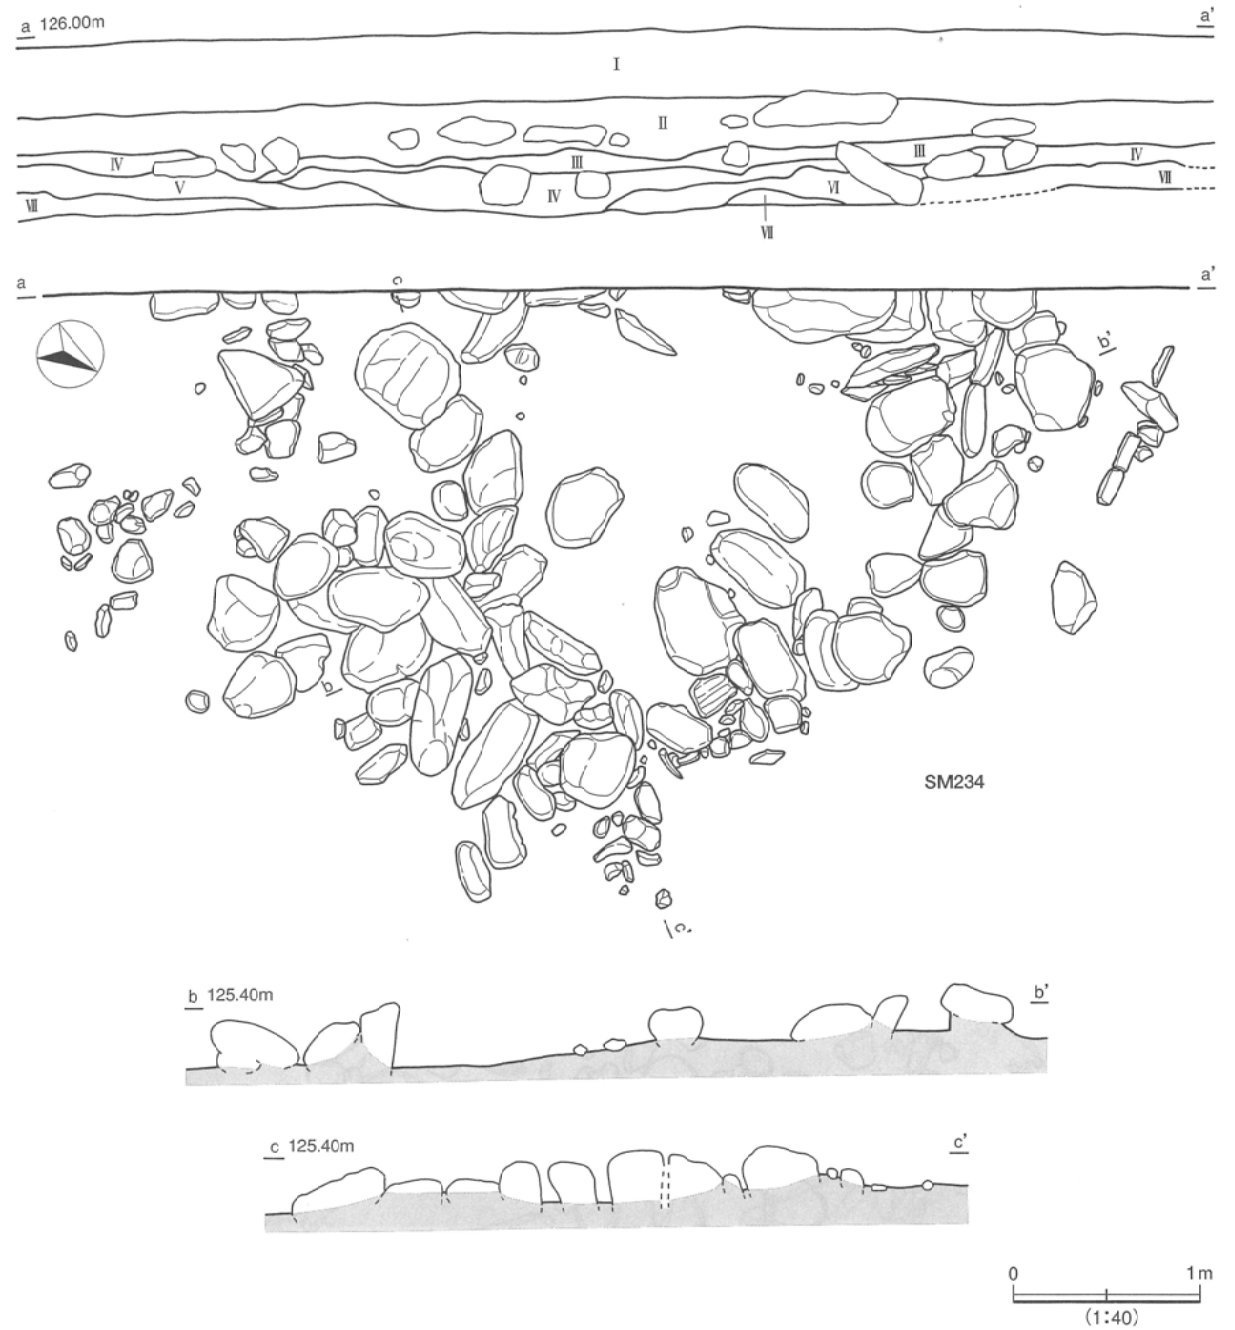 a 126.00m a'
I
II
III III
IV IV
V IV VI VII
VII
VII
a a'
c
b'
b
SM234
c'
b 125.40m b'
c 125.40m c'
0 1m
(1:40)